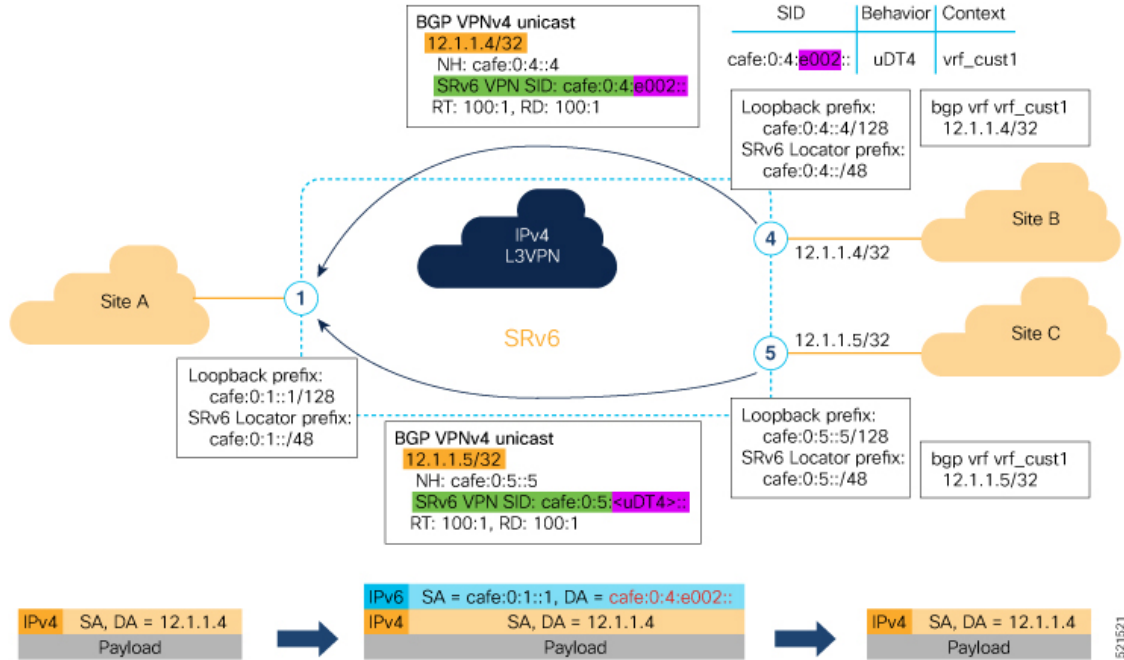 BGP VPNv4 unicast
12.1.1.4/32
NH: cafe:0:4::4
SRv6 VPN SID: cafe:0:4:e002::
RT: 100:1, RD: 100:1
SID Behavior Context
cafe:0:4:e002:: uDT4 vrf_cust1
Loopback prefix:
cafe:0:4::4/128
SRv6 Locator prefix:
cafe:0:4::/48
bgp vrf vrf_cust1
12.1.1.4/32
IPv4
L3VPN
Site A
1
4
12.1.1.4/32
Site B
SRv6
5
12.1.1.5/32
Site C
Loopback prefix:
cafe:0:1::1/128
SRv6 Locator prefix:
cafe:0:1::/48
BGP VPNv4 unicast
12.1.1.5/32
NH: cafe:0:5::5
SRv6 VPN SID: cafe:0:5:<uDT4>::
RT: 100:1, RD: 100:1
Loopback prefix:
cafe:0:5::5/128
SRv6 Locator prefix:
cafe:0:5::/48
bgp vrf vrf_cust1
12.1.1.5/32
IPv4 SA, DA = 12.1.1.4
Payload
IPv6 SA = cafe:0:1::1, DA = cafe:0:4:e002::
IPv4 SA, DA = 12.1.1.4
Payload
IPv4 SA, DA = 12.1.1.4
Payload
521521